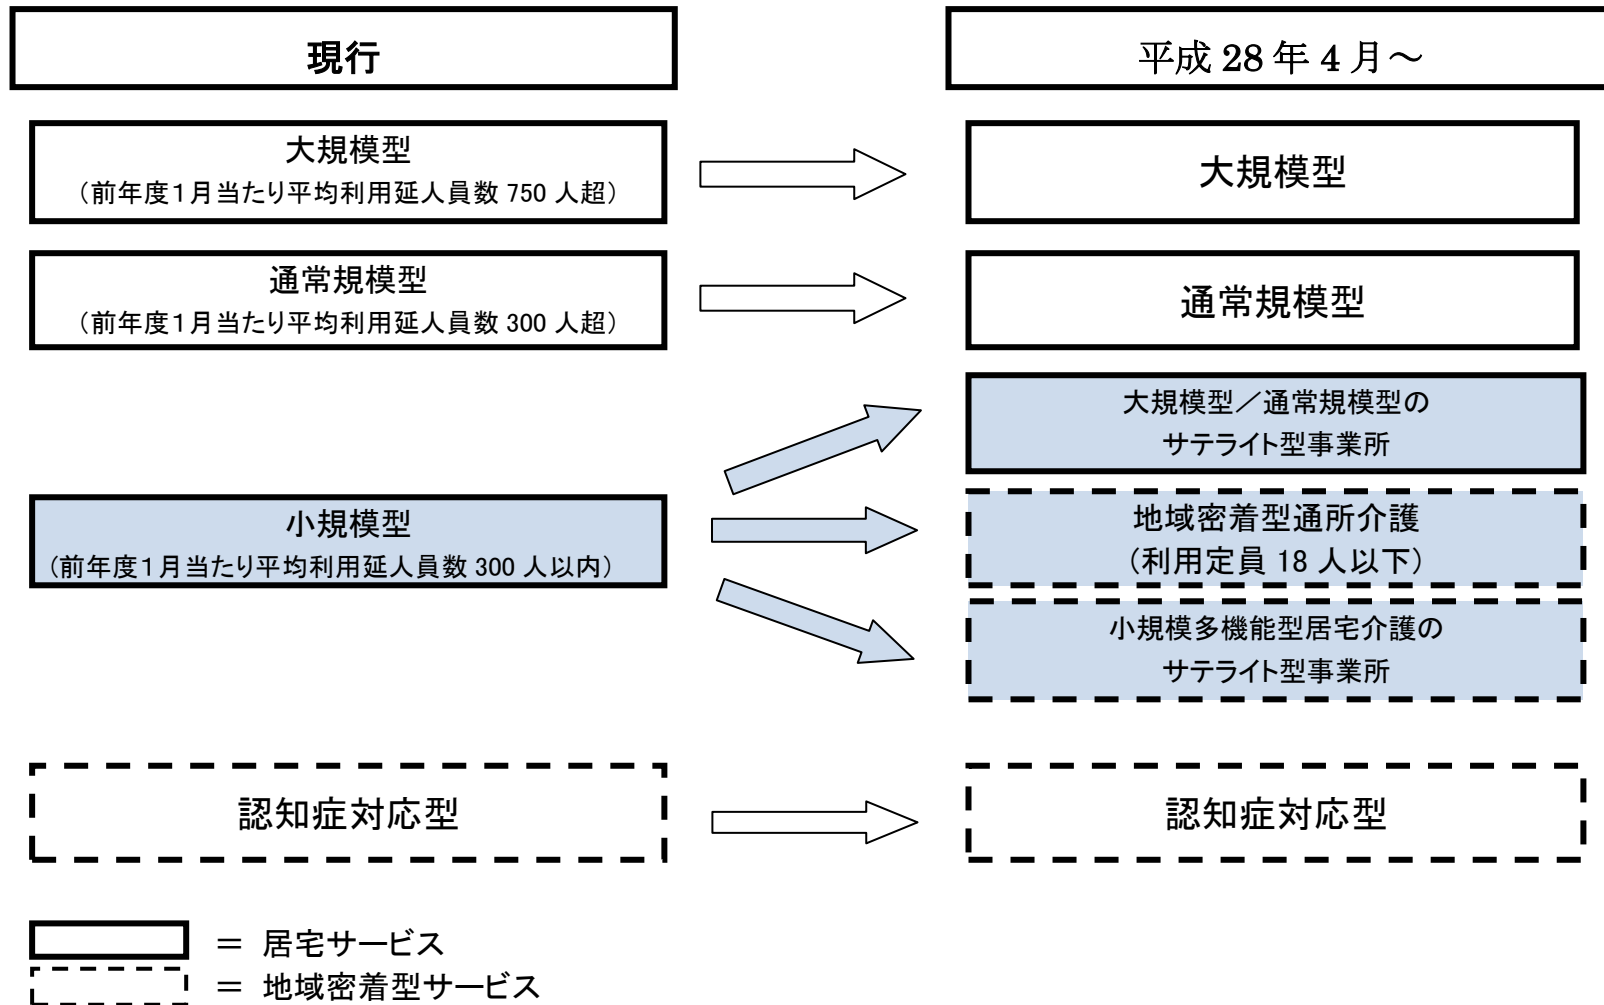 現行
平成 28 年 4 月～
大規模型
（前年度１月当たり平均利用延人員数 750 人超）
大規模型
通常規模型
（前年度１月当たり平均利用延人員数 300 人超）
通常規模型
小規模型
（前年度１月当たり平均利用延人員数 300 人以内）
大規模型／通常規模型の
サテライト型事業所
地域密着型通所介護
（利用定員 18 人以下）
小規模多機能型居宅介護の
サテライト型事業所
認知症対応型
認知症対応型
＝ 居宅サービス
＝ 地域密着型サービス